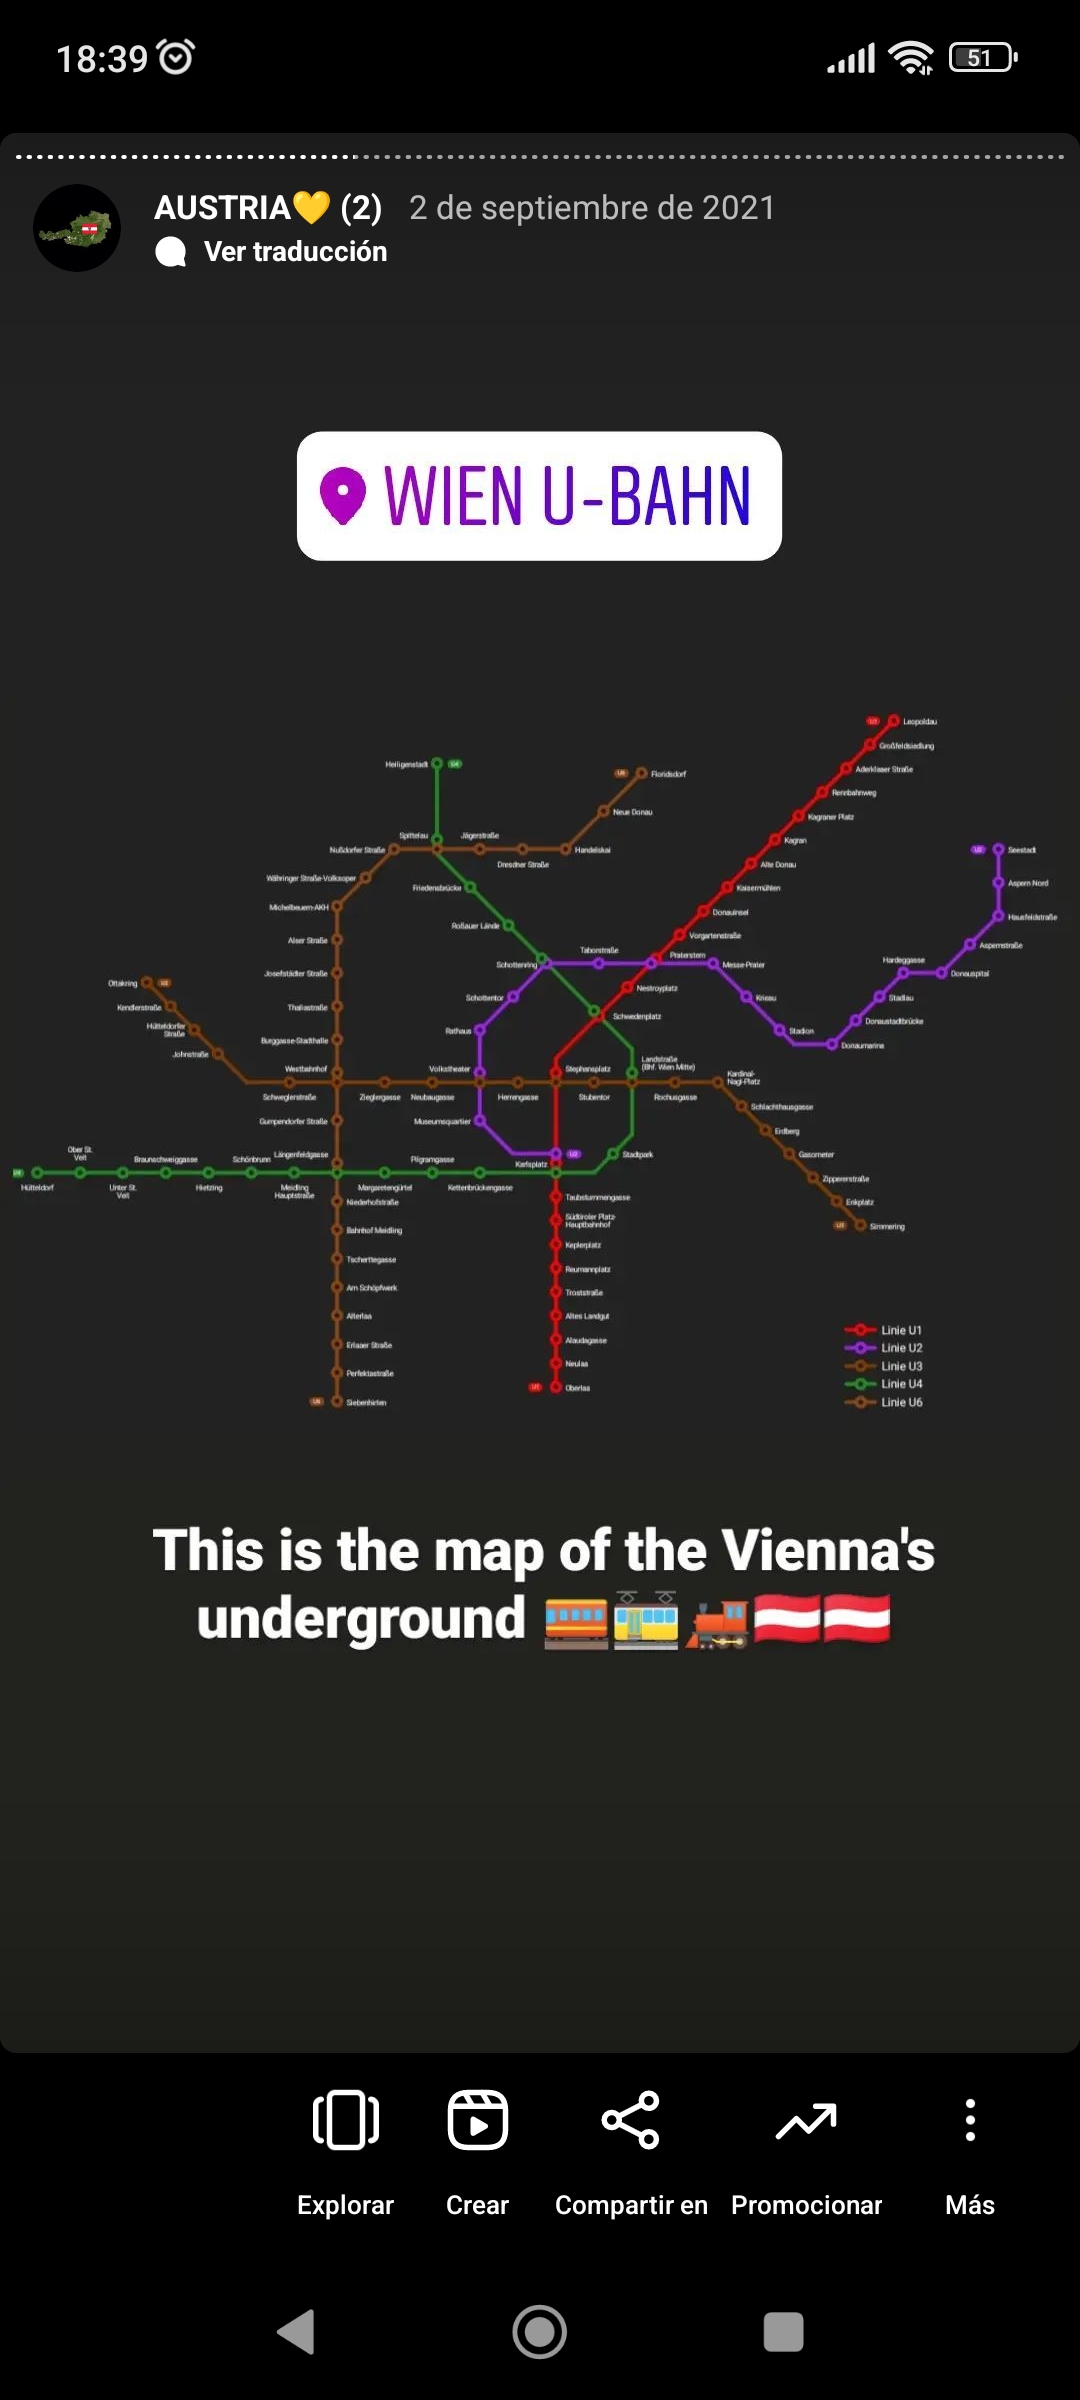 18:39
51
AUSTRIA💛 (2) 2 de septiembre de 2021
Ver traducción
WIEN U-BAHN
Leopoldau
Großfeldsiedlung
Aderklaaer Straße
Rennbahnweg
Kagraner Platz
Kagran
Alte Donau
Kaisermühlen
Donauinsel
Vorgartenstraße
Praterstern
Nestroyplatz
Schwedenplatz
Stephansplatz
Karlsplatz
Taubstummengasse
Südtiroler Platz-
Hauptbahnhof
Keplerplatz
Reumannplatz
Troststraße
Altes Landgut
Alaudagasse
Neulaa
Oberlaa
U1
Heiligenstadt
U4
Spittelau
Friedensbrücke
Roßauer Lände
Schottenring
Landstraße
(Bhf. Wien Mitte)
Stadtpark
Kettenbrückengasse
Pilgramgasse
Margaretengürtel
Längenfeldgasse
Meidling
Hauptstraße
Schönbrunn
Hietzing
Braunschweiggasse
Unter St.
Veit
Ober St.
Veit
Hütteldorf
U6
Floridsdorf
Neue Donau
Handelskai
Dresdner Straße
Jägerstraße
Nußdorfer Straße
Währinger Straße-Volksoper
Michelbeuern-AKH
Alser Straße
Josefstädter Straße
Thaliastraße
Burggasse-Stadthalle
Westbahnhof
Gumpendorfer Straße
Niederhofstraße
Bahnhof Meidling
Tscherttegasse
Am Schöpfwerk
Alterlaa
Erlaaer Straße
Perfektastraße
Siebenhirten
U2
Seestadt
Aspern Nord
Hausfeldstraße
Aspernstraße
Donauspital
Hardeggasse
Stadlau
Donaustadtbrücke
Donaumarina
Stadion
Krieau
Messe-Prater
Taborstraße
Schottentor
Rathaus
Volkstheater
Museumsquartier
U2
Ottakring
U3
Kendlerstraße
Hütteldorfer
Straße
Johnstraße
Schweglerstraße
Zieglergasse
Neubaugasse
Herrengasse
Stubentor
Rochusgasse
Kardinal-
Nagl-Platz
Schlachthausgasse
Erdberg
Gasometer
Zippererstraße
Enkplatz
Simmering
Linie U1
Linie U2
Linie U3
Linie U4
Linie U6
This is the map of the Vienna's
underground 🚃🚋🚂🇦🇹🇦🇹
Explorar
Crear
Compartir en
Promocionar
Más